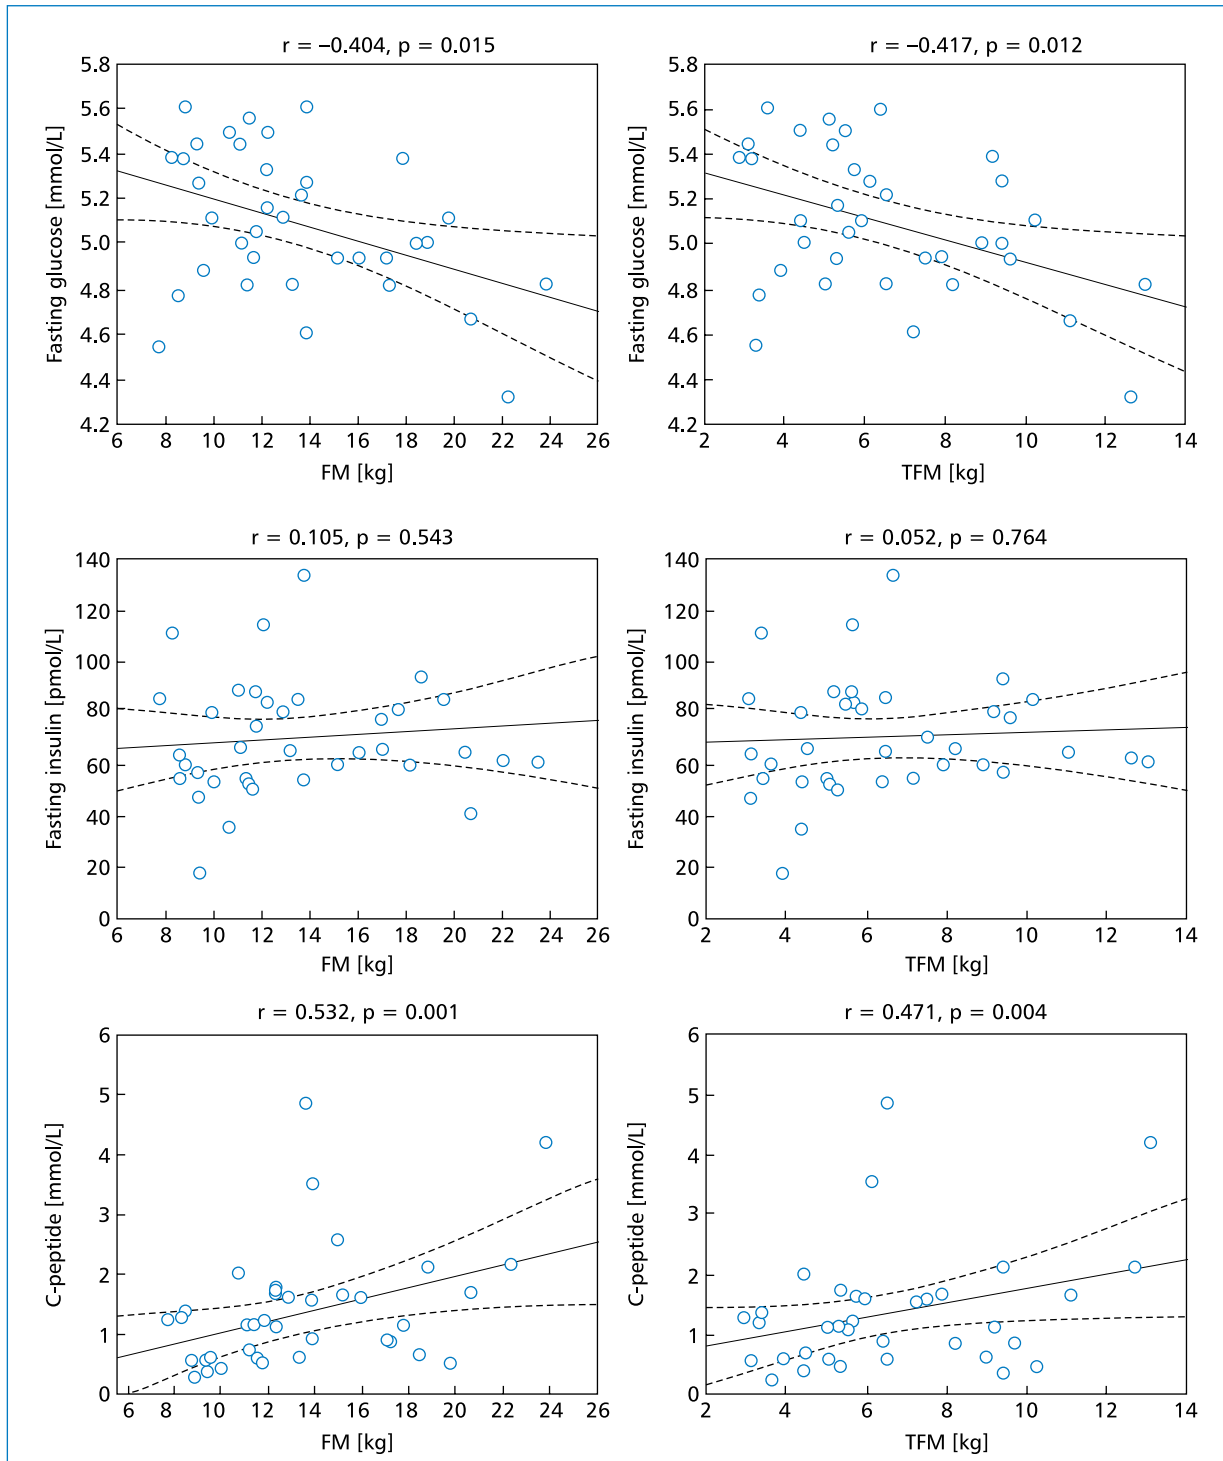 r = –0.404, p = 0.015
5.8
5.6
5.4
5.2
5.0
4.8
4.6
4.4
4.2
Fasting glucose [mmol/L]
6 8 10 12 14 16 18 20 22 24 26
FM [kg]
r = –0.417, p = 0.012
5.8
5.6
5.4
5.2
5.0
4.8
4.6
4.4
4.2
Fasting glucose [mmol/L]
2 4 6 8 10 12 14
TFM [kg]
r = 0.105, p = 0.543
140
120
100
80
60
40
20
0
Fasting insulin [pmol/L]
6 8 10 12 14 16 18 20 22 24 26
FM [kg]
r = 0.052, p = 0.764
140
120
100
80
60
40
20
0
Fasting insulin [pmol/L]
2 4 6 8 10 12 14
TFM [kg]
r = 0.532, p = 0.001
6
5
4
3
2
1
0
C-peptide [mmol/L]
6 8 10 12 14 16 18 20 22 24 26
FM [kg]
r = 0.471, p = 0.004
6
5
4
3
2
1
0
C-peptide [mmol/L]
2 4 6 8 10 12 14
TFM [kg]